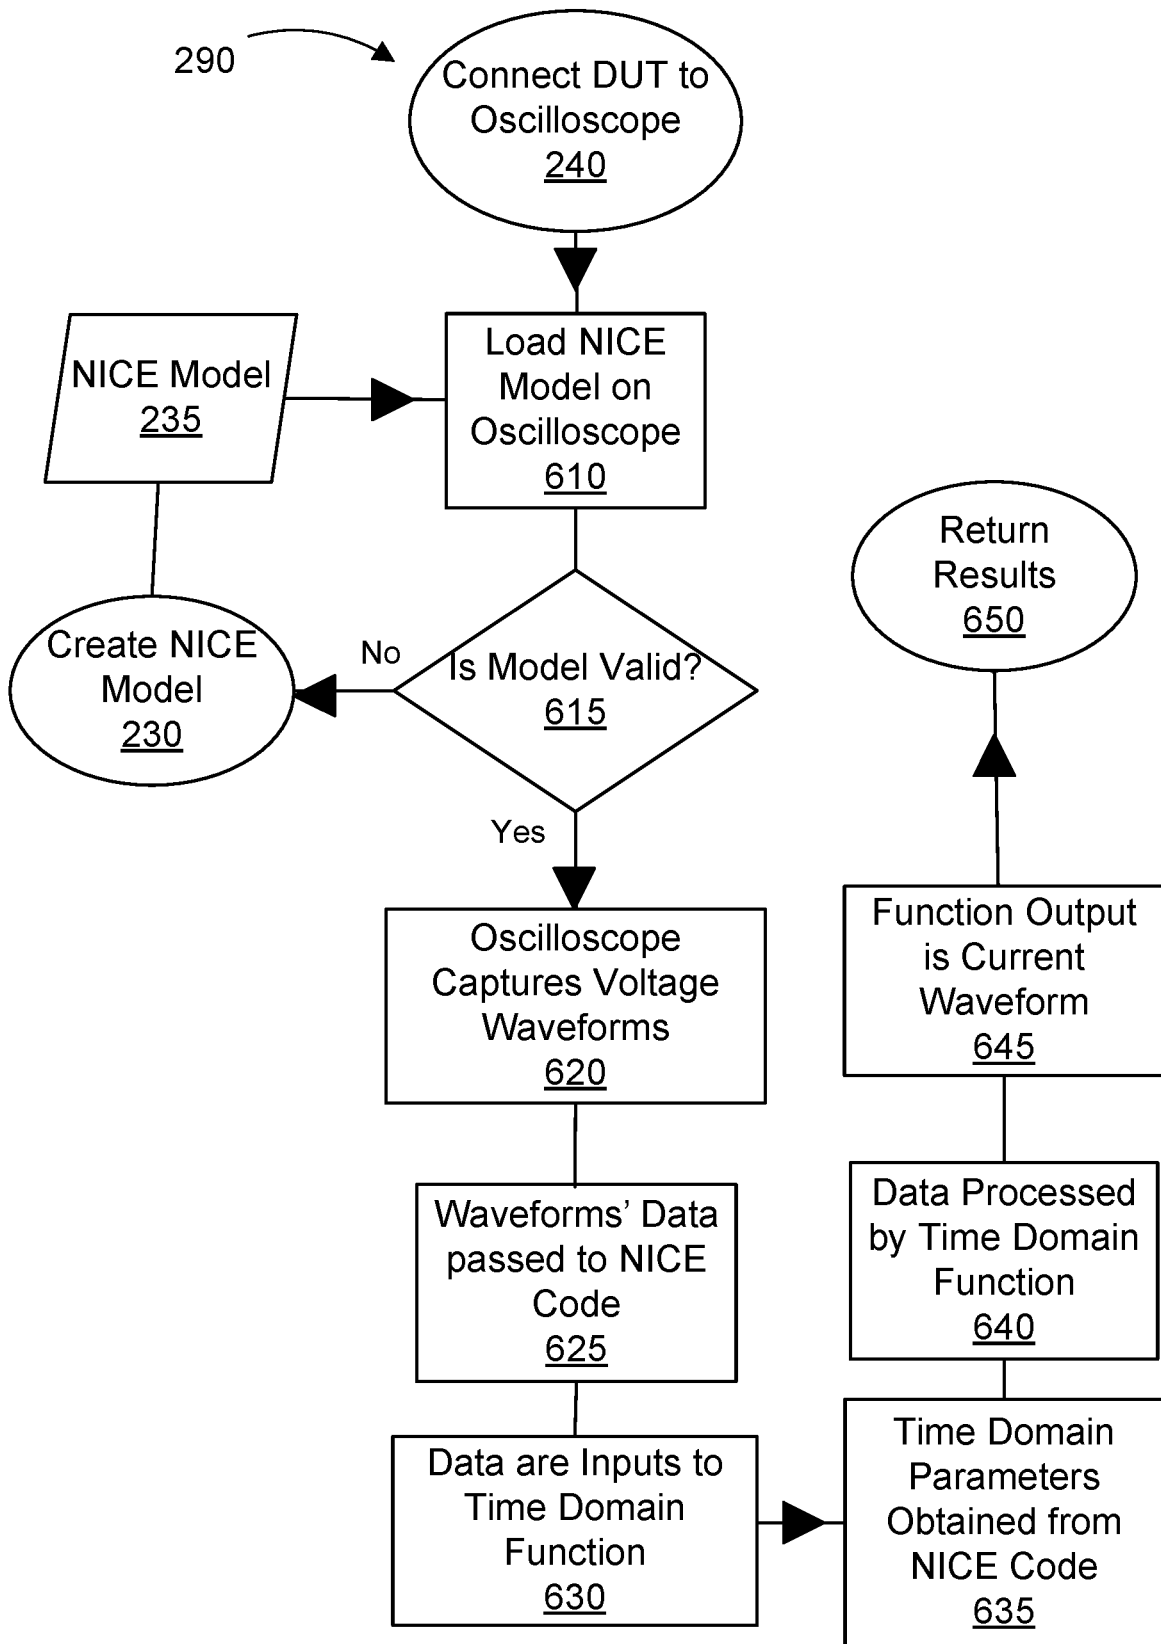 290
Connect DUT to
Oscilloscope
240
NICE Model
235
Load NICE
Model on
Oscilloscope
610
Create NICE
Model
230
No
Is Model Valid?
615
Yes
Oscilloscope
Captures Voltage
Waveforms
620
Waveforms’ Data
passed to NICE
Code
625
Data are Inputs to
Time Domain
Function
630
Time Domain
Parameters
Obtained from
NICE Code
635
Data Processed
by Time Domain
Function
640
Function Output
is Current
Waveform
645
Return
Results
650